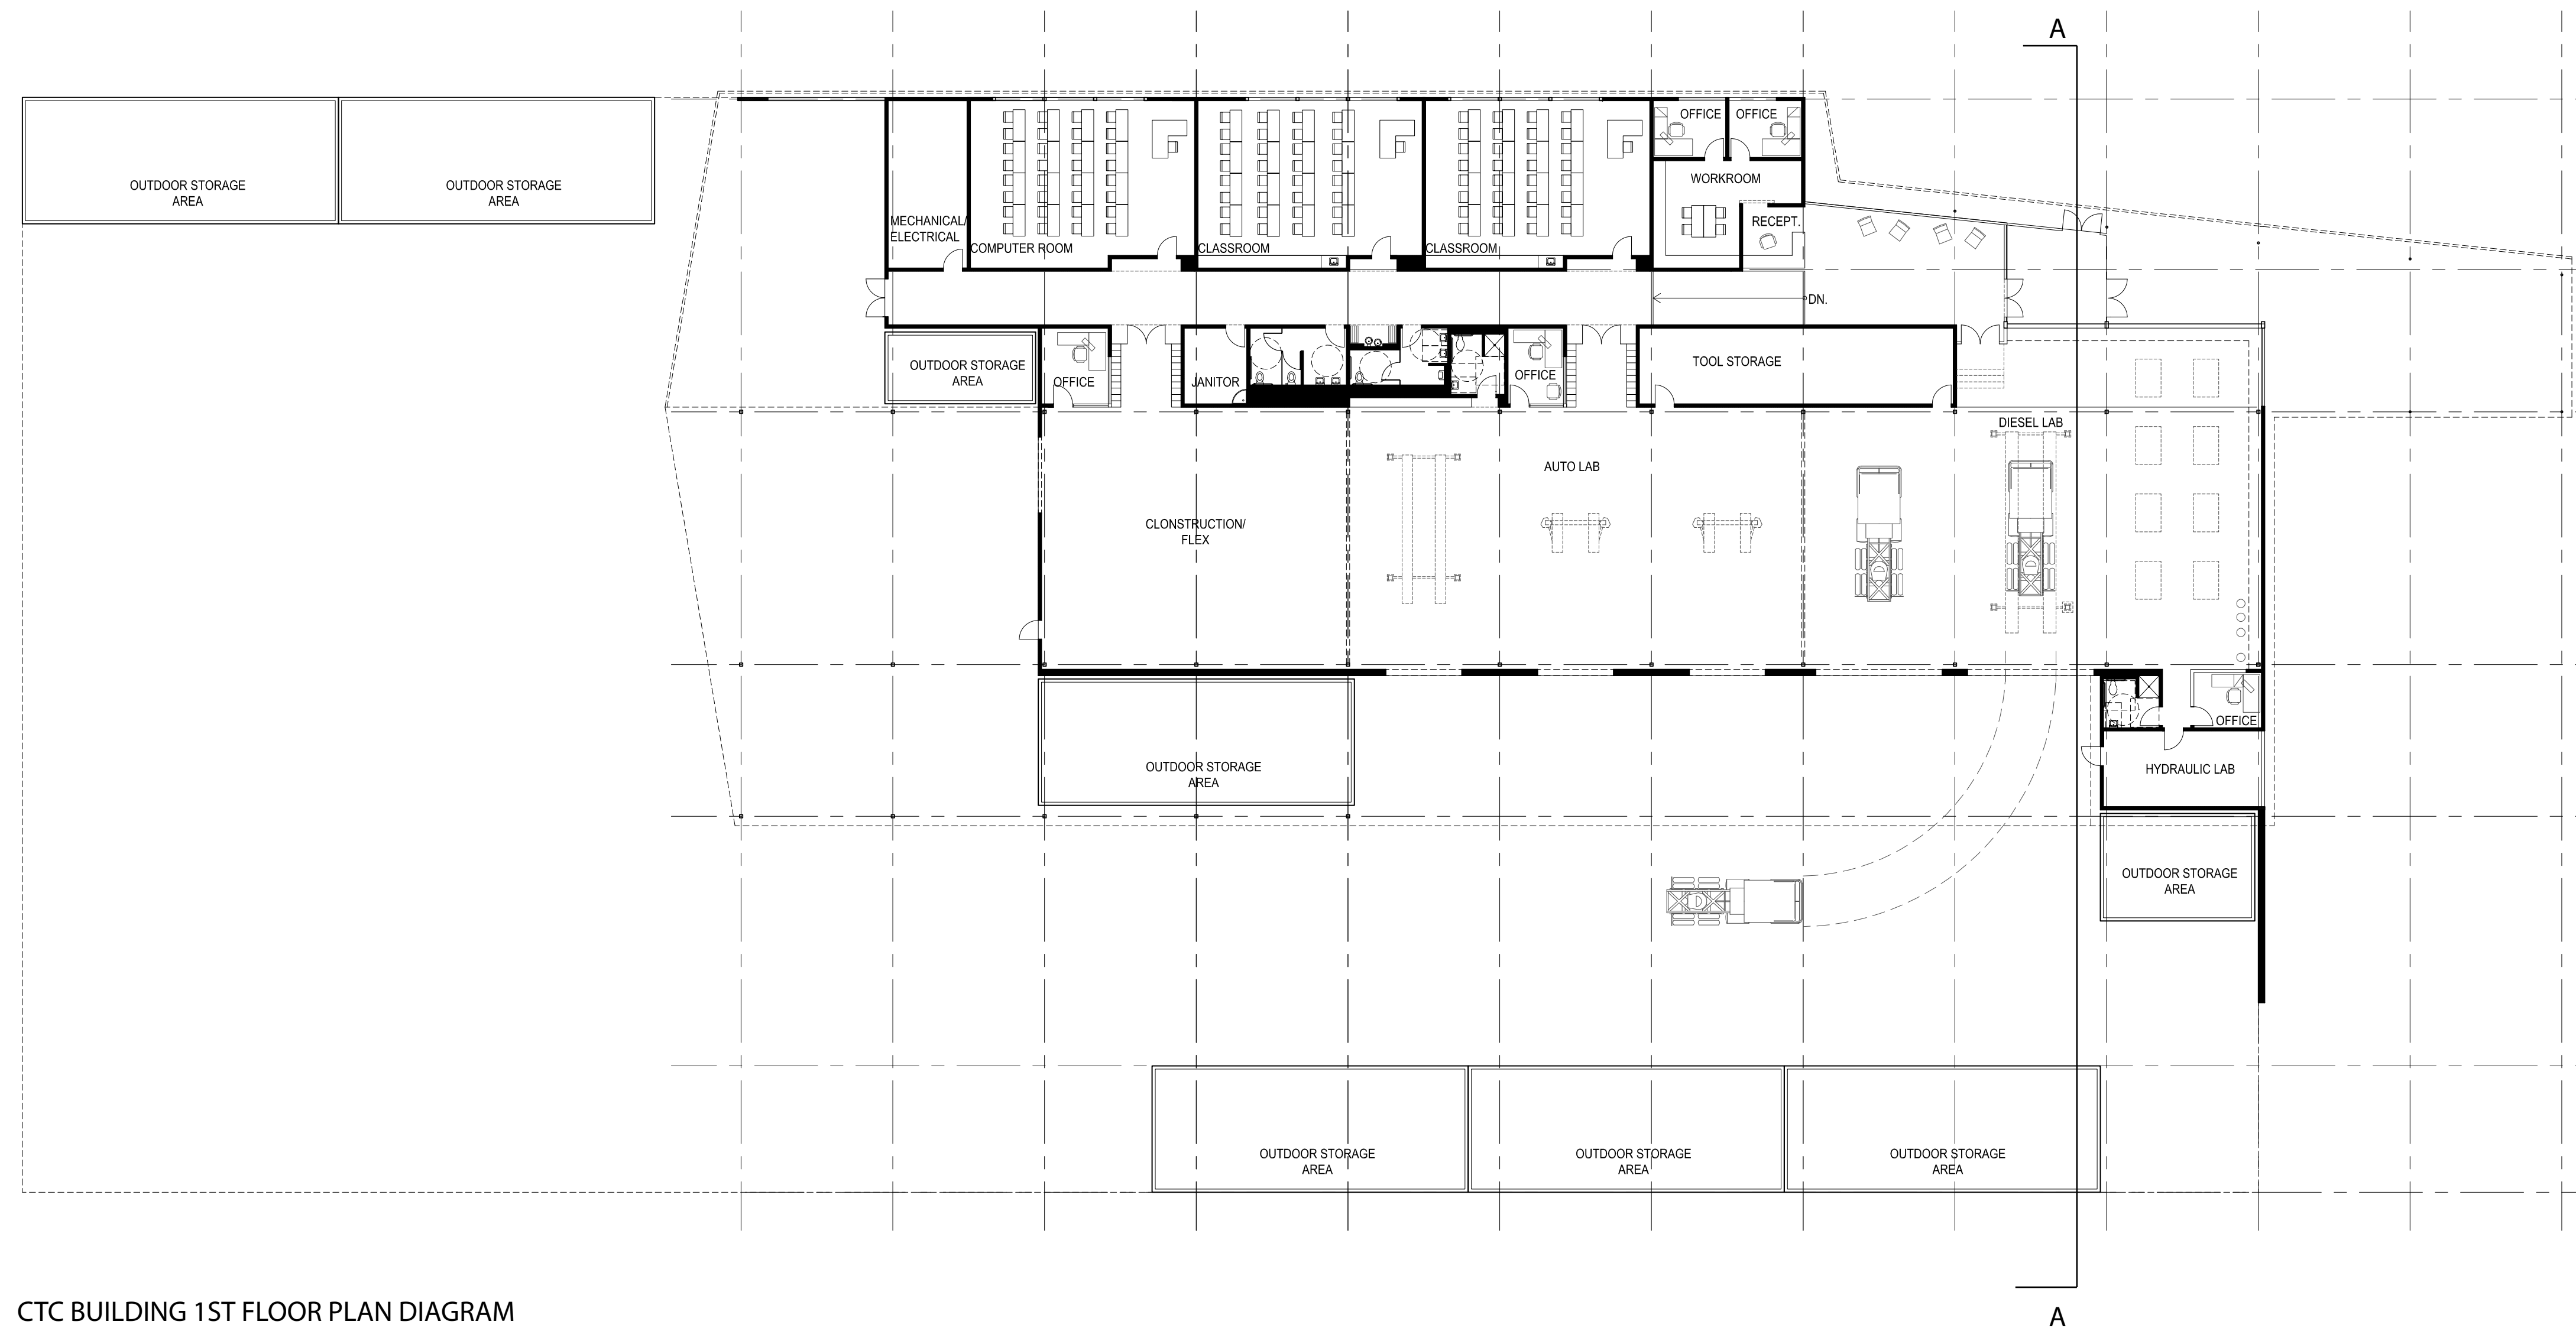 A
OUTDOOR STORAGE
AREA
OUTDOOR STORAGE
AREA
MECHANICAL/
ELECTRICAL
COMPUTER ROOM
CLASSROOM
CLASSROOM
OFFICE
OFFICE
WORKROOM
RECEPT.
DN.
OUTDOOR STORAGE
AREA
OFFICE
JANITOR
OFFICE
TOOL STORAGE
DIESEL LAB
AUTO LAB
CLONSTRUCTION/
FLEX
OFFICE
HYDRAULIC LAB
OUTDOOR STORAGE
AREA
OUTDOOR STORAGE
AREA
OUTDOOR STORAGE
AREA
OUTDOOR STORAGE
AREA
OUTDOOR STORAGE
AREA
CTC BUILDING 1ST FLOOR PLAN DIAGRAM
A